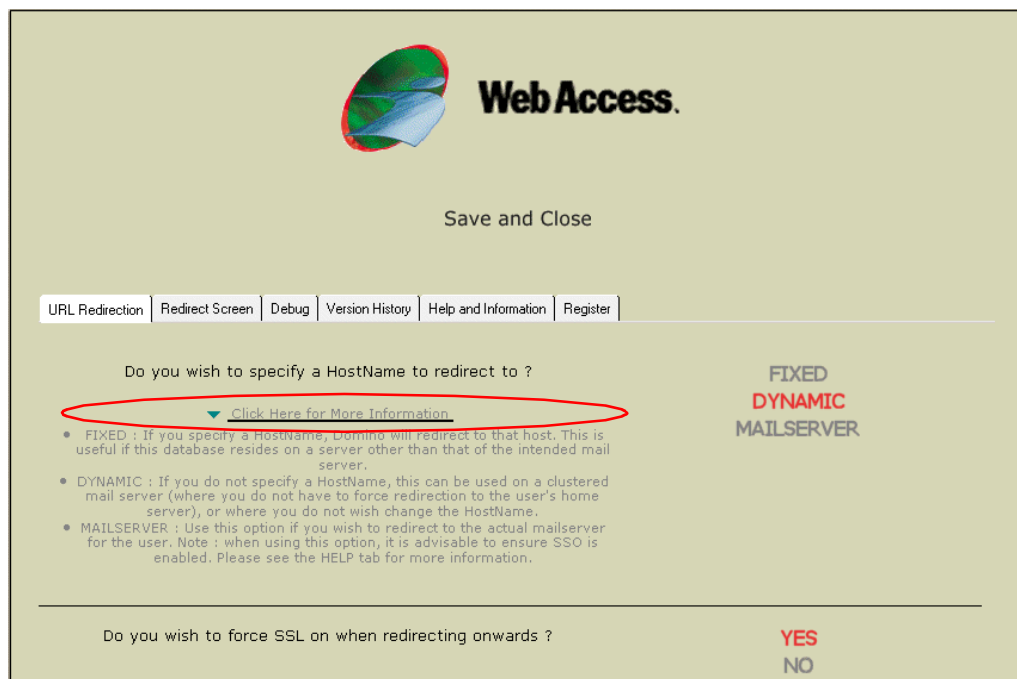 Web Access.
Save and Close
URL Redirection Redirect Screen Debug Version History Help and Information Register
Do you wish to specify a HostName to redirect to ?
FIXED
DYNAMIC
MAILSERVER
Click Here for More Information
• FIXED : If you specify a HostName, Domino will redirect to that host. This is
useful if this database resides on a server other than that of the intended mail
server.
• DYNAMIC : If you do not specify a HostName, this can be used on a clustered
mail server (where you do not have to force redirection to the user's home
server), or where you do not wish change the HostName.
• MAILSERVER : Use this option if you wish to redirect to the actual mailserver
for the user. Note : when using this option, it is advisable to ensure SSO is
enabled. Please see the HELP tab for more information.
Do you wish to force SSL on when redirecting onwards ?
YES
NO